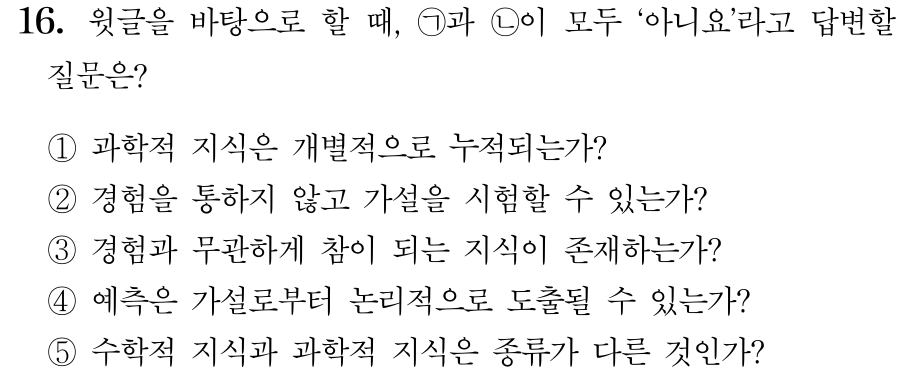 16. 윗글을 바탕으로 할 때, ㉠과 ㉡이 모두 ‘아니요’라고 답변할
질문은?
① 과학적 지식은 개별적으로 누적되는가?
② 경험을 통하지 않고 가설을 시험할 수 있는가?
③ 경험과 무관하게 참이 되는 지식이 존재하는가?
④ 예측은 가설로부터 논리적으로 도출될 수 있는가?
⑤ 수학적 지식과 과학적 지식은 종류가 다른 것인가?